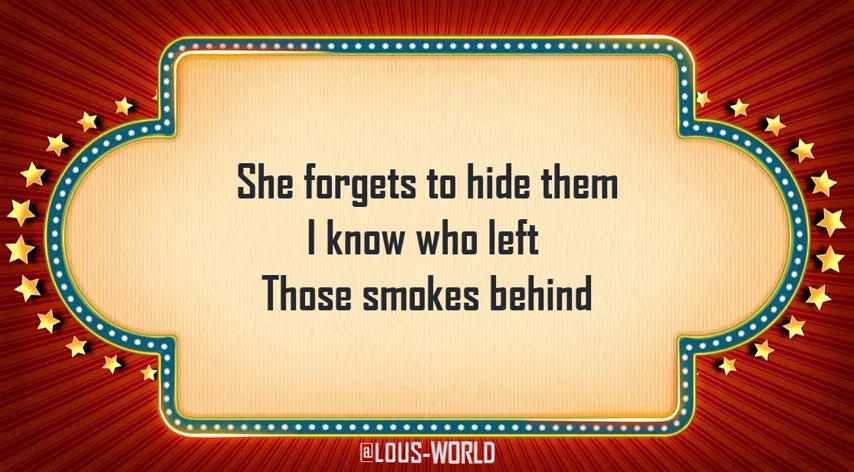 She forgets to hide them
I know who left
Those smokes behind
@LOUS-WORLD